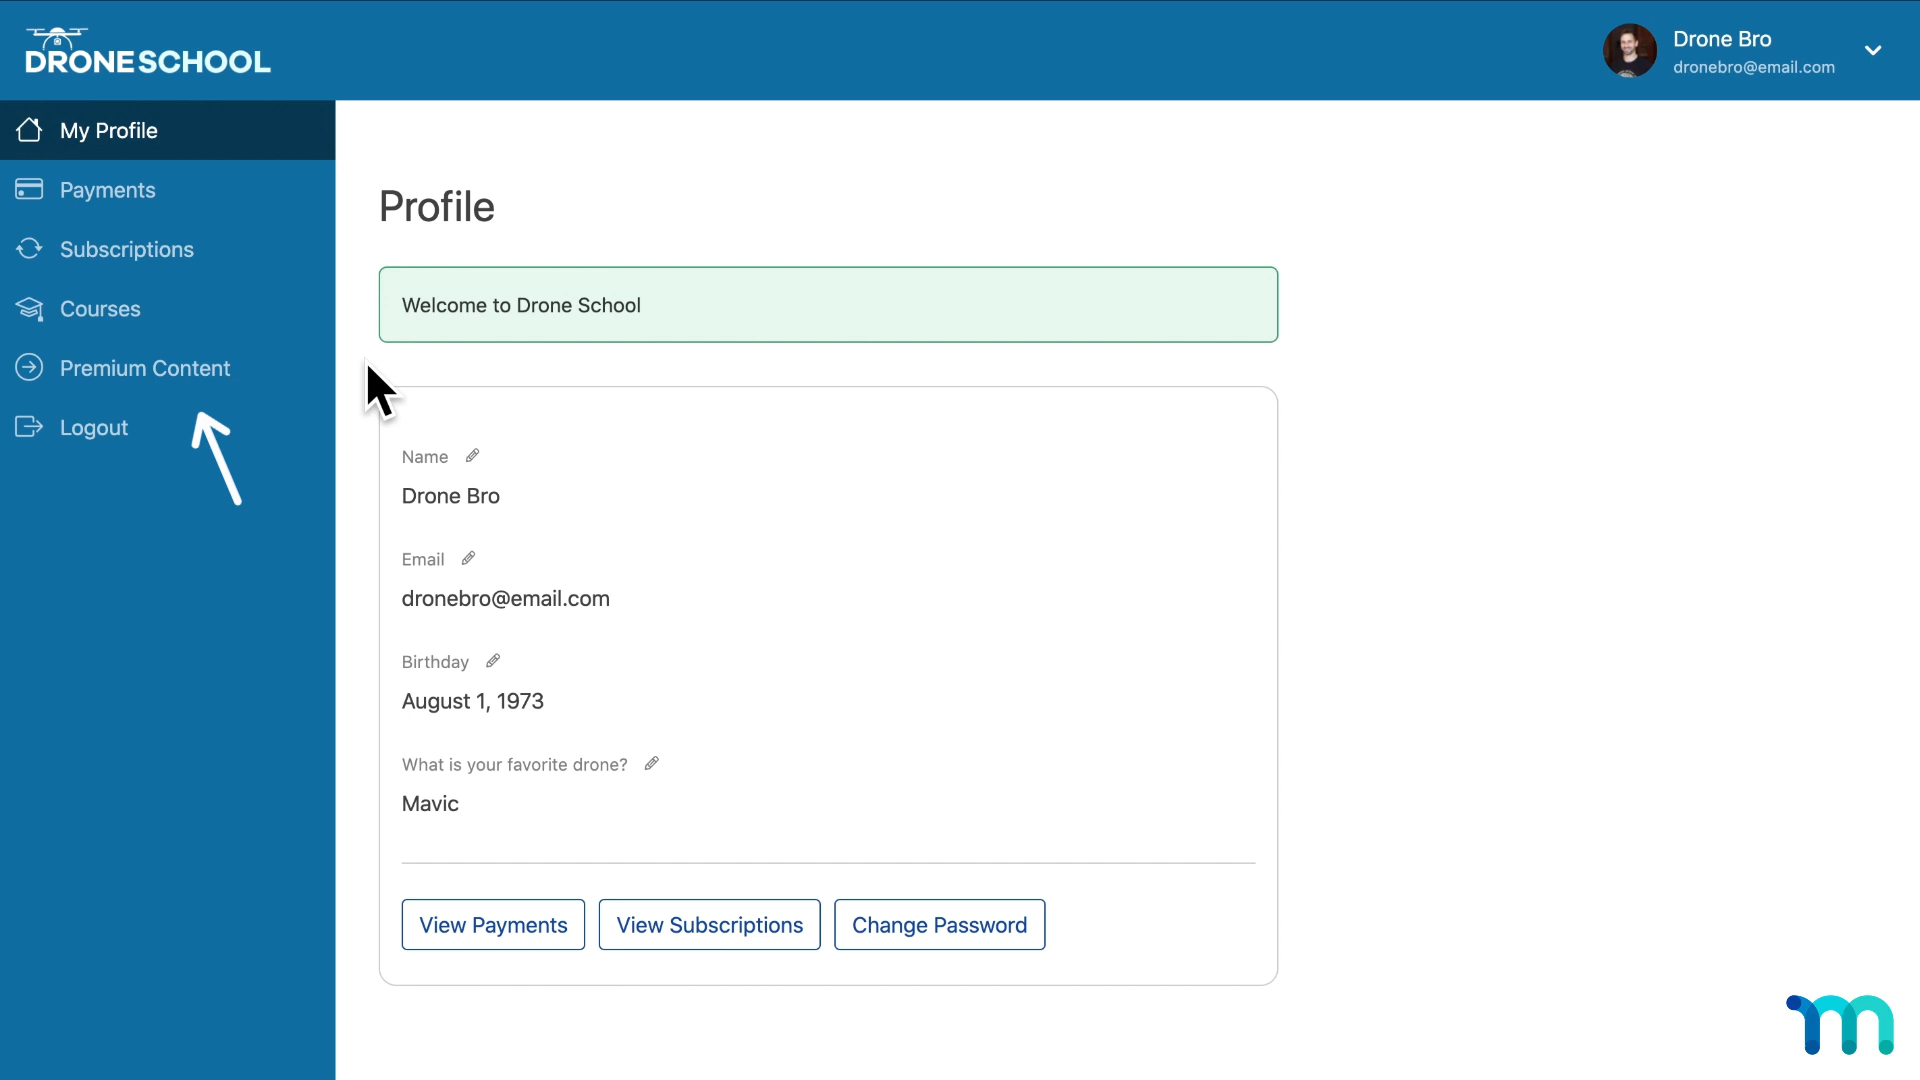 DRONESCHOOL
Drone Bro
dronebro@email.com
My Profile
Payments
Subscriptions
Courses
Premium Content
Logout
Profile
Welcome to Drone School
Name
Drone Bro
Email
dronebro@email.com
Birthday
August 1, 1973
What is your favorite drone?
Mavic
View Payments
View Subscriptions
Change Password
m